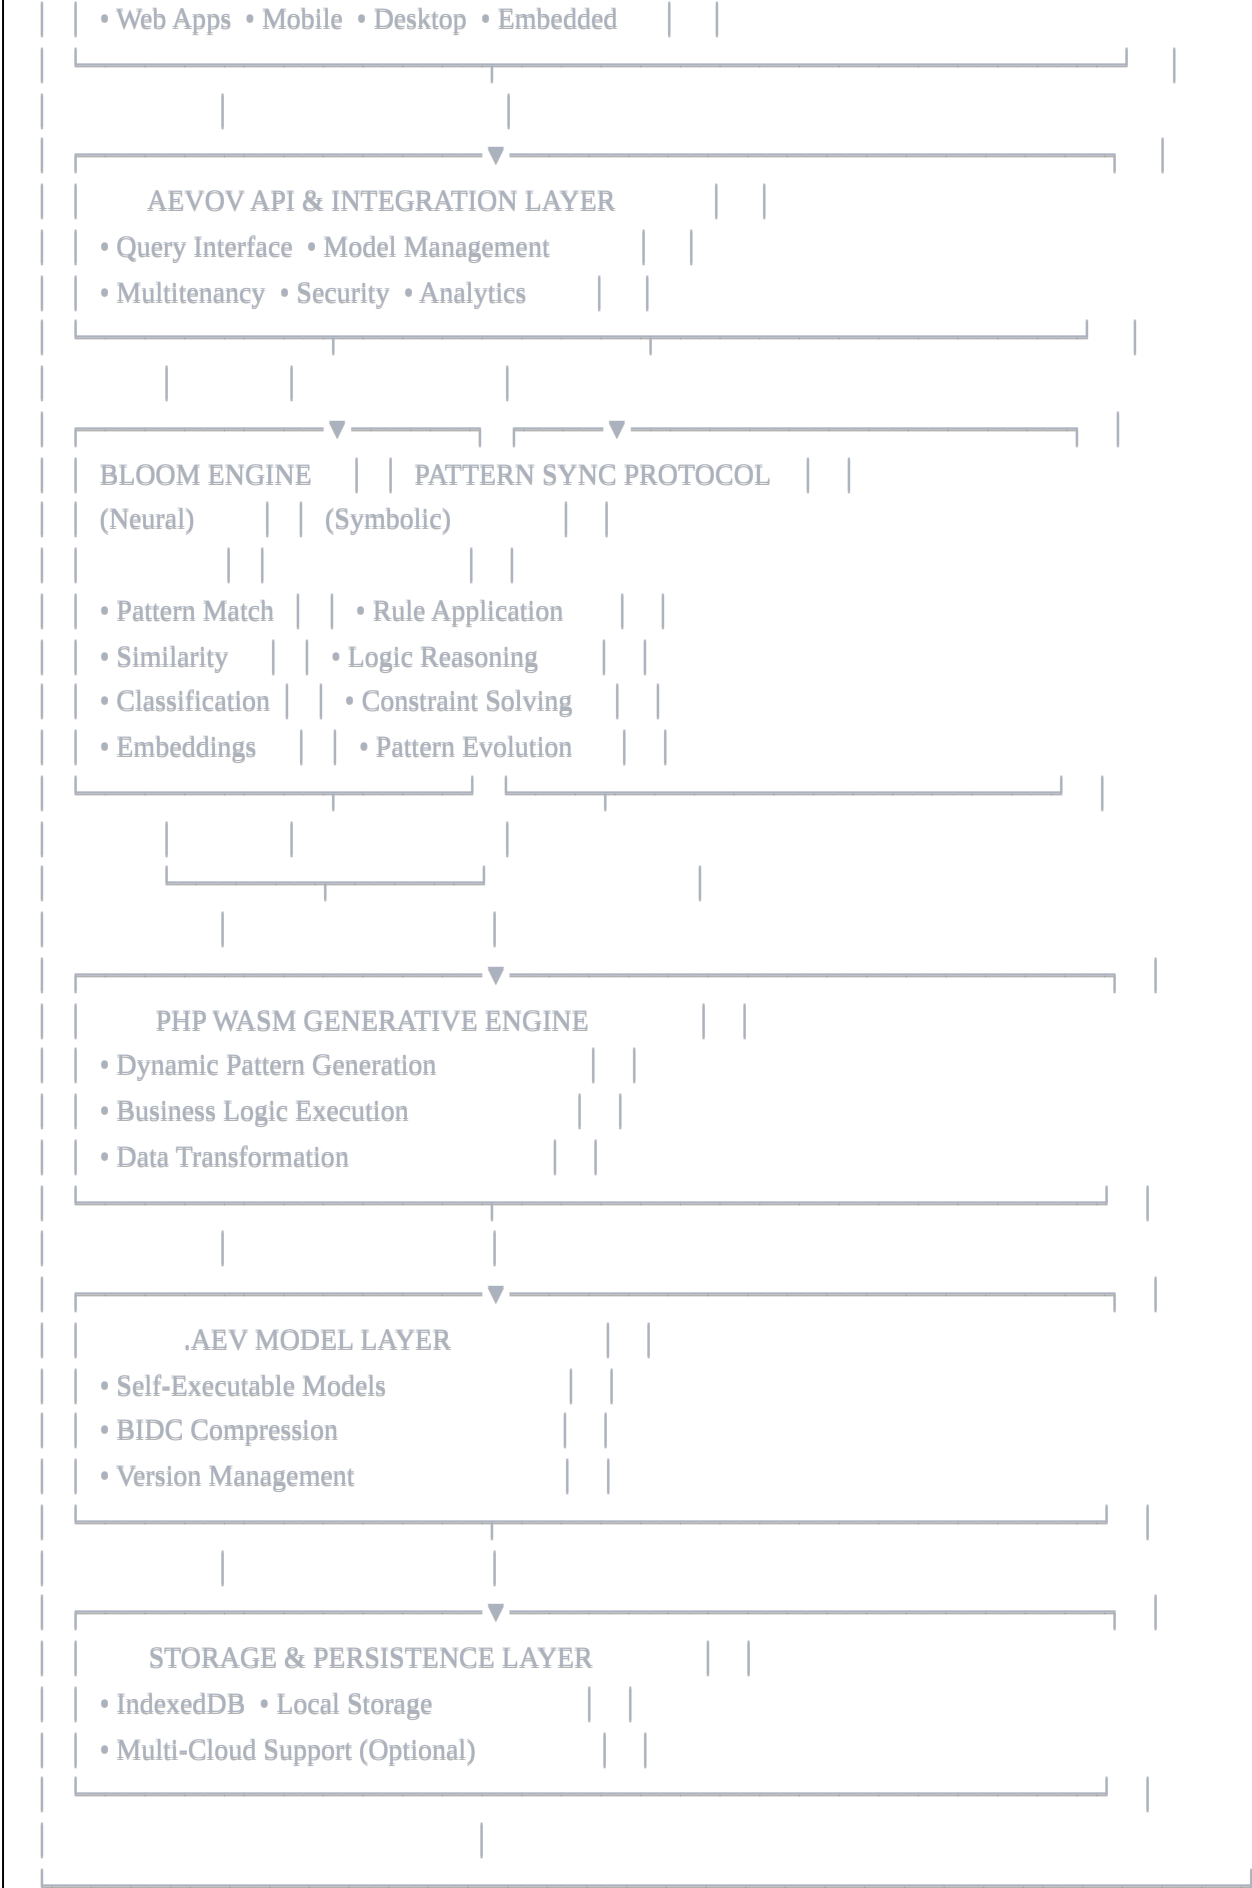 • Web Apps • Mobile • Desktop • Embedded
AEVOV API & INTEGRATION LAYER
• Query Interface • Model Management
• Multitenancy • Security • Analytics
BLOOM ENGINE PATTERN SYNC PROTOCOL
(Neural) (Symbolic)
• Pattern Match • Rule Application
• Similarity • Logic Reasoning
• Classification • Constraint Solving
• Embeddings • Pattern Evolution
PHP WASM GENERATIVE ENGINE
• Dynamic Pattern Generation
• Business Logic Execution
• Data Transformation
.AEV MODEL LAYER
• Self-Executable Models
• BIDC Compression
• Version Management
STORAGE & PERSISTENCE LAYER
• IndexedDB • Local Storage
• Multi-Cloud Support (Optional)